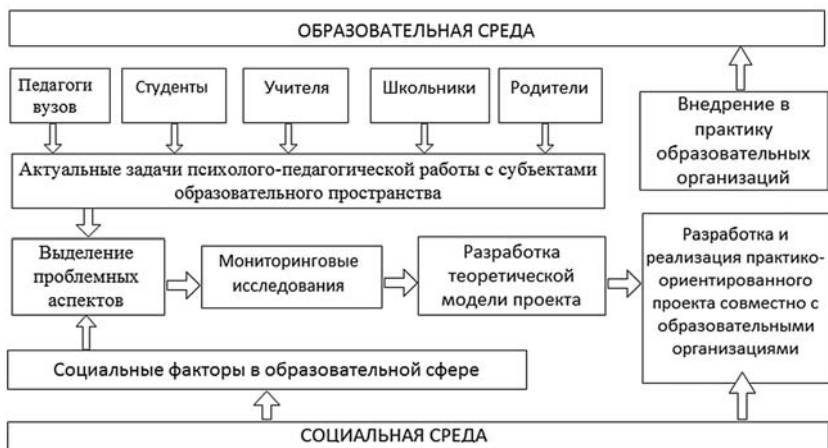 ОБРАЗОВАТЕЛЬНАЯ СРЕДА
Педагоги
вузов
Студенты
Учителя
Школьники
Родители
Внедрение в
практику
образовательных
организаций
Актуальные задачи психолого-педагогической работы с субъектами
образовательного пространства
Выделение
проблемных
аспектов
Мониторинговые
исследования
Разработка
теоретической
модели проекта
Разработка и
реализация практико-
ориентированного
проекта совместно с
образовательными
организациями
Социальные факторы в образовательной сфере
СОЦИАЛЬНАЯ СРЕДА